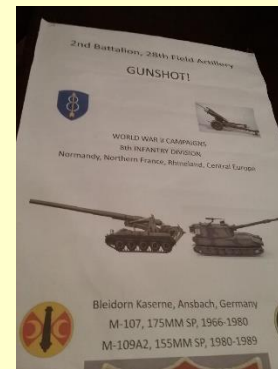 2nd Battalion, 28th Field Artillery
GUNSHOT!
WORLD WAR II CAMPAIGNS
8th INFANTRY DIVISION
Normandy, Northern France, Rhineland, Central Europe
Bleidorn Kaserne, Ansbach, Germany
M-107, 175MM SP, 1966-1980
M-109A2, 155MM SP, 1980-1989